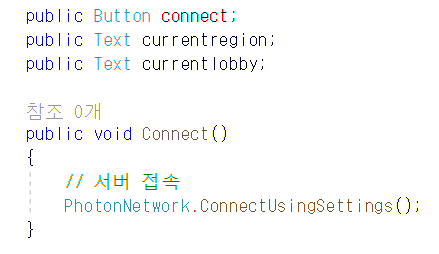 public Button connect;
public Text currentregion;
public Text currentlobby;
참조 0개
public void Connect()
{
// 서버 접속
PhotonNetwork.ConnectUsingSettings();
}